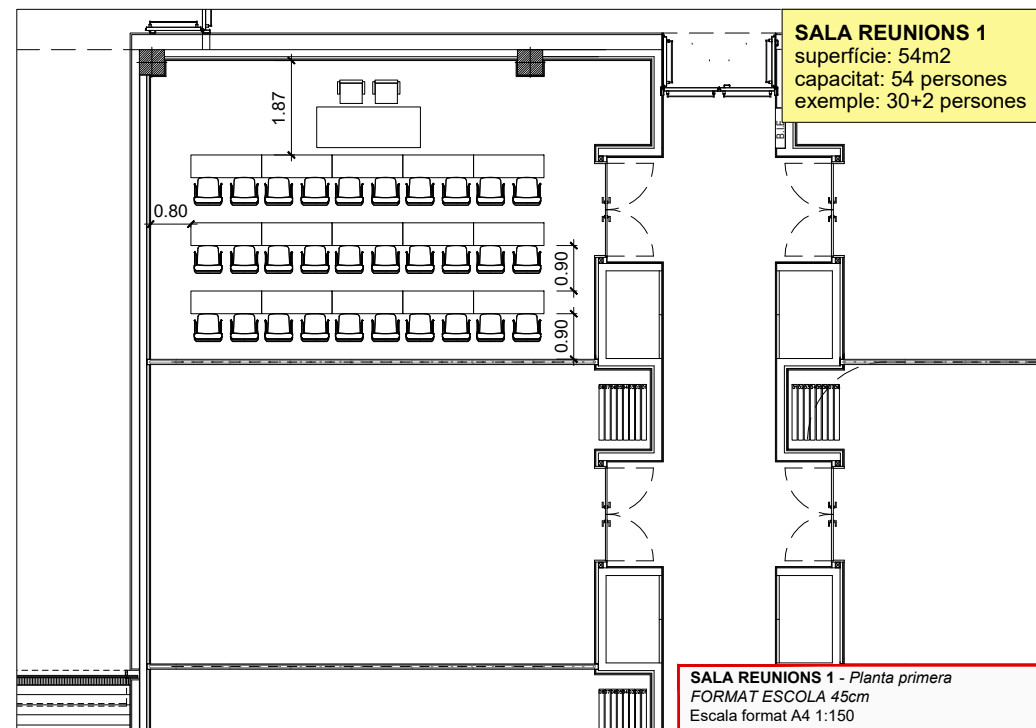 SALA REUNIONS 1
superfície: 54m2
capacitat: 54 persones
exemple: 30+2 persones
1.87
0.80
0.90
0.90
SALA REUNIONS 1 - Planta primera
FORMAT ESCOLA 45cm
Escala format A4 1:150